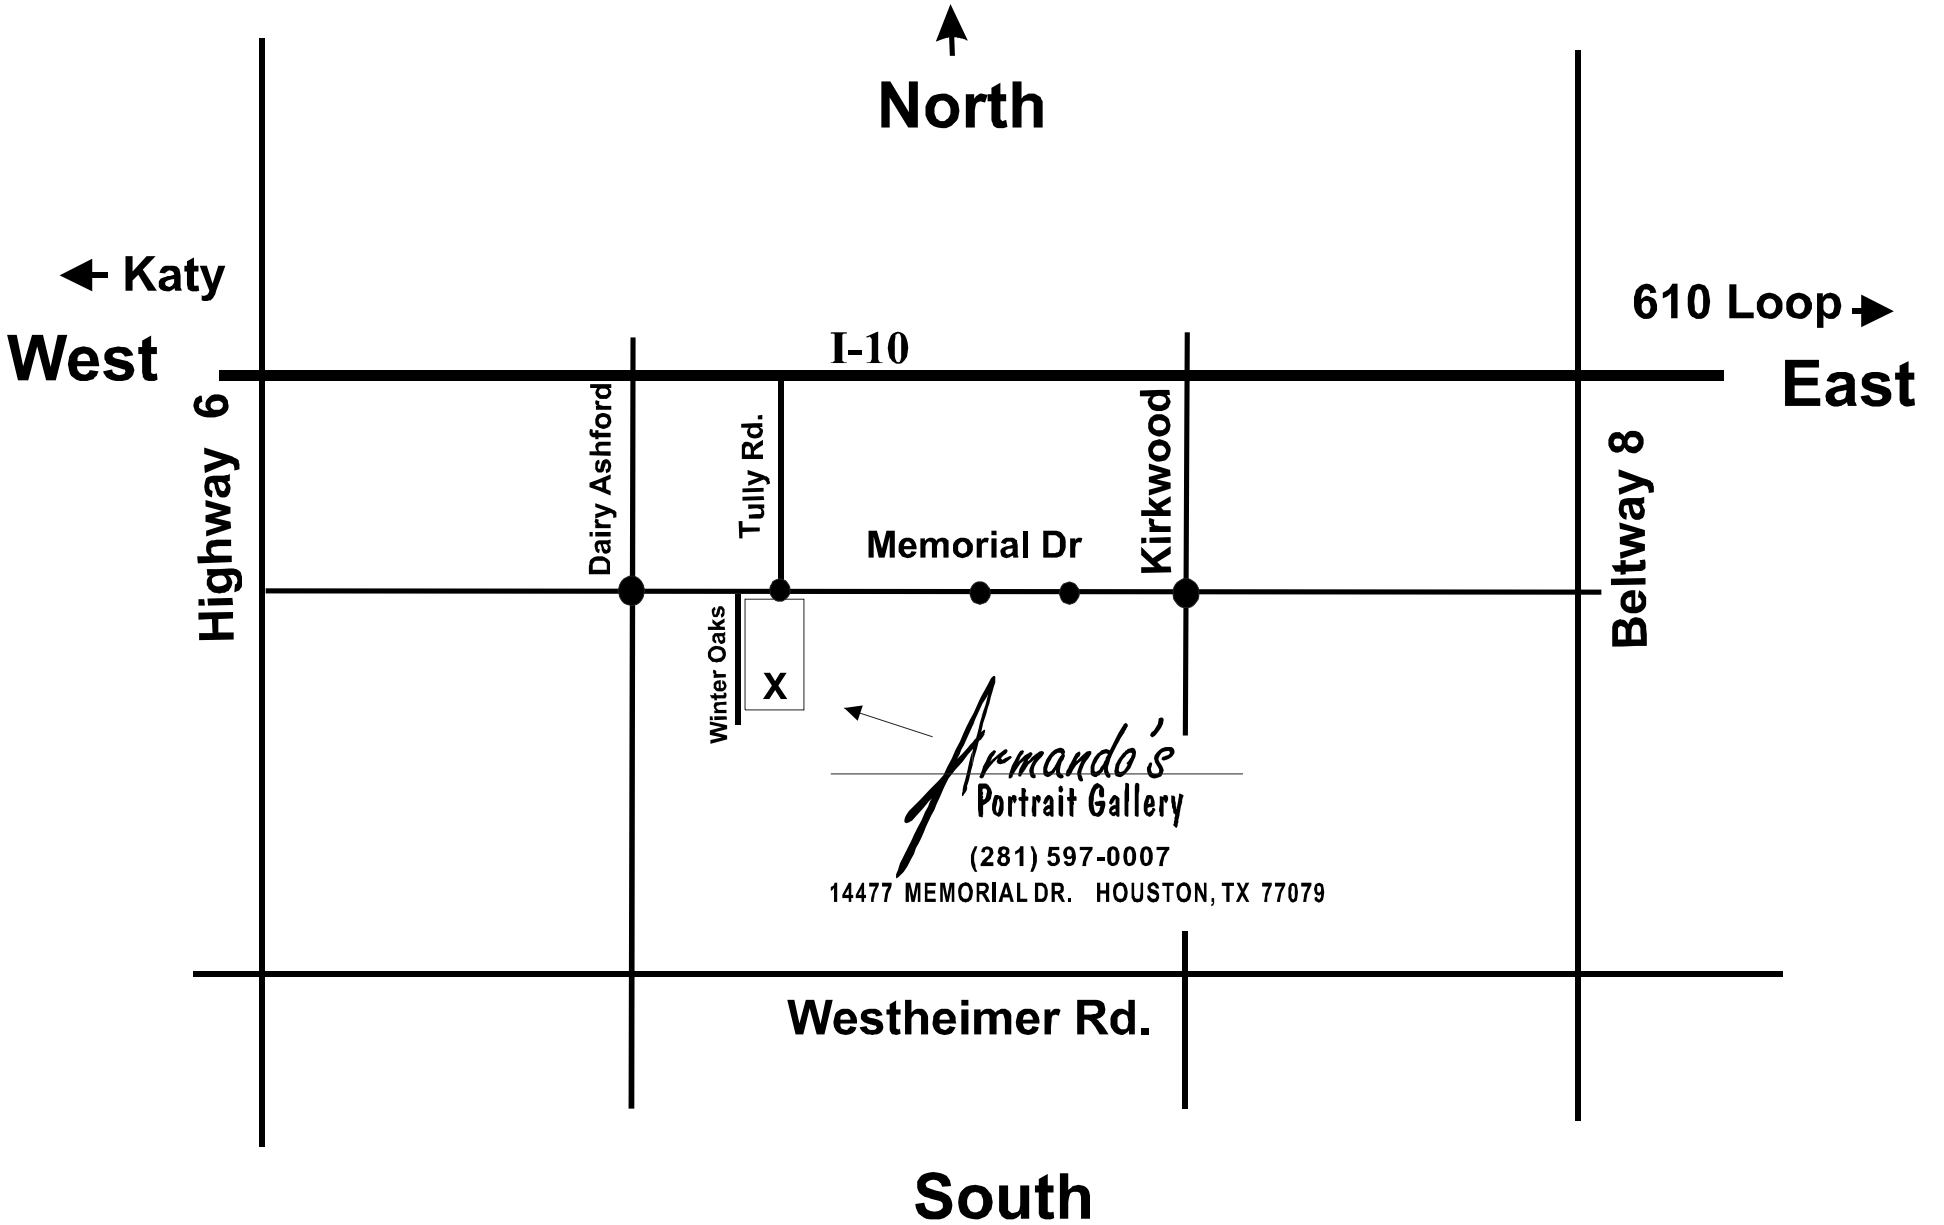 North
Katy
610 Loop
West
I-10
East
Highway 6
Dairy Ashford
Tully Rd.
Kirkwood
Beltway 8
Memorial Dr
Winter Oaks
X
Armando's
Portrait Gallery
(281) 597-0007
14477 MEMORIAL DR. HOUSTON, TX 77079
Westheimer Rd.
South